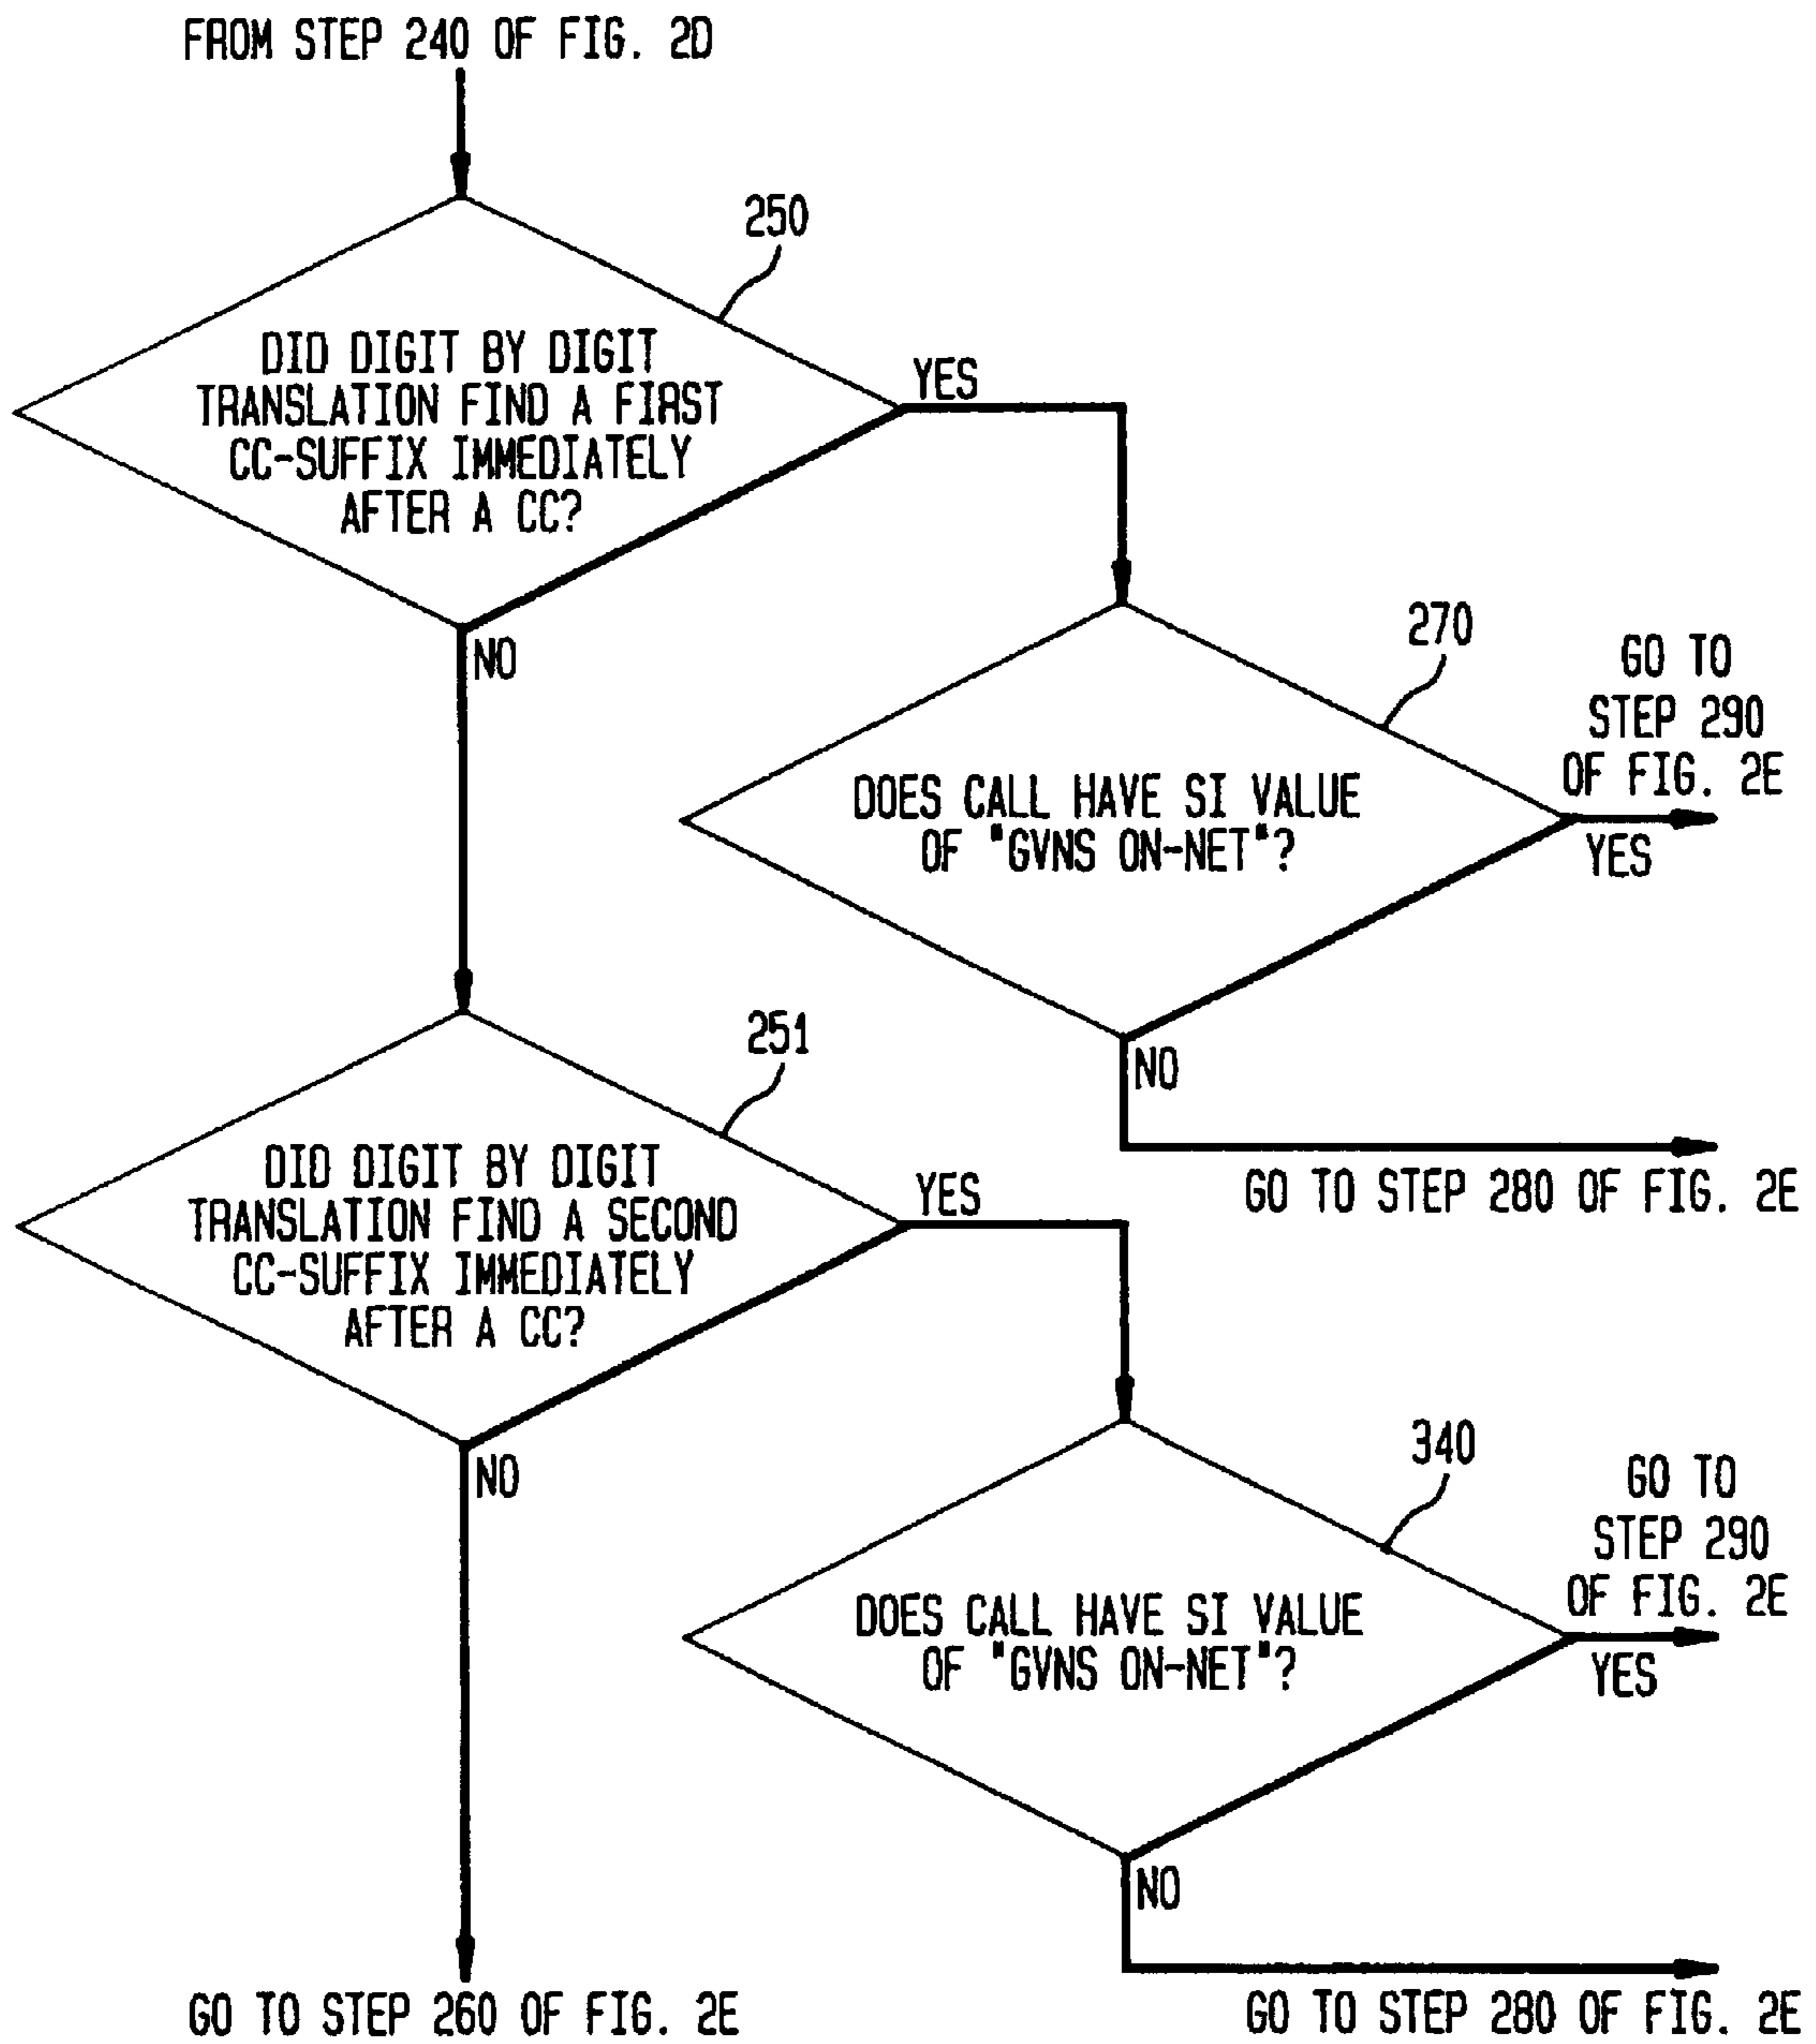 FROM STEP 240 OF FIG. 2D
250
DID DIGIT BY DIGIT
TRANSLATION FIND A FIRST
CC-SUFFIX IMMEDIATELY
AFTER A CC?
YES
NO
270
GO TO
STEP 290
OF FIG. 2E
DOES CALL HAVE SI VALUE
OF "GVNS ON-NET"?
YES
NO
GO TO STEP 280 OF FIG. 2E
251
DID DIGIT BY DIGIT
TRANSLATION FIND A SECOND
CC-SUFFIX IMMEDIATELY
AFTER A CC?
YES
NO
340
GO TO
STEP 290
OF FIG. 2E
DOES CALL HAVE SI VALUE
OF "GVNS ON-NET"?
YES
NO
GO TO STEP 260 OF FIG. 2E
GO TO STEP 280 OF FIG. 2E